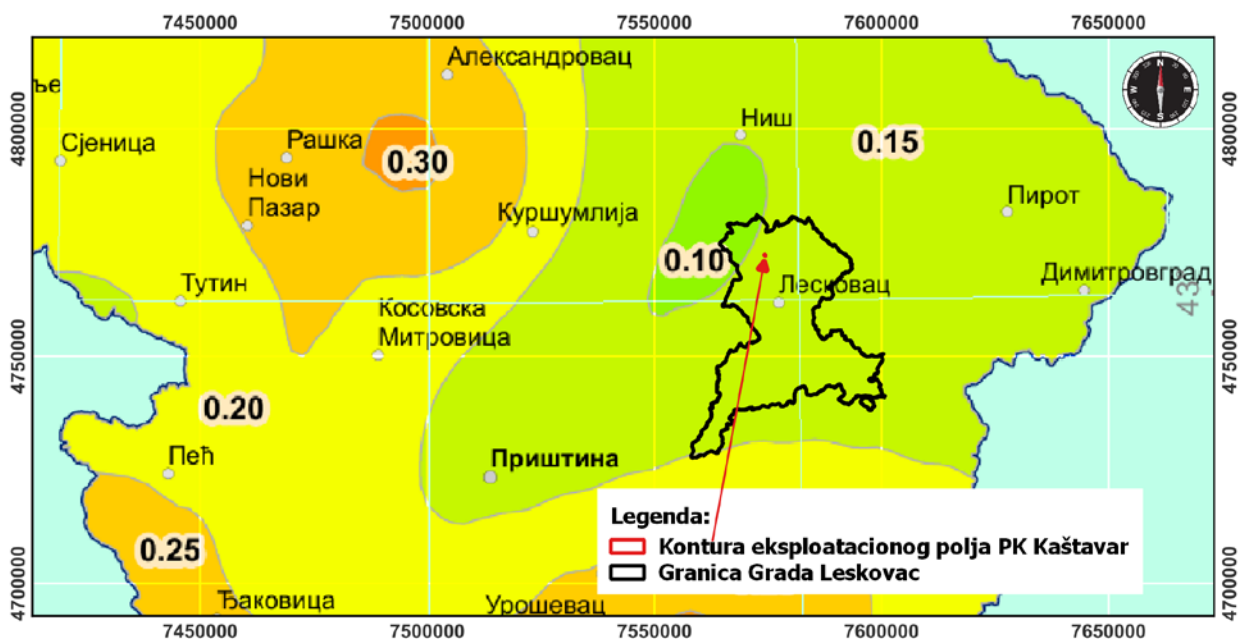 7450000 7500000 7550000 7600000 7650000
Александровац
ље
4800000
4800000
Ниш
0.15
Сјеница
Рашка
0.30
Нови
Пазар
Пирот
Куршумлија
0.10
Димитровград
Тутин
Лесковац
43
Косовска
Митровица
4750000
4750000
0.20
Пећ
Приштина
Legenda:
Kontura eksploatacionog polja PK Kaštavar
Granica Grada Leskovac
0.25
4700000
4700000
Ђаковица
Урошевац
7450000 7500000 7550000 7600000 7650000
N
E
S
W